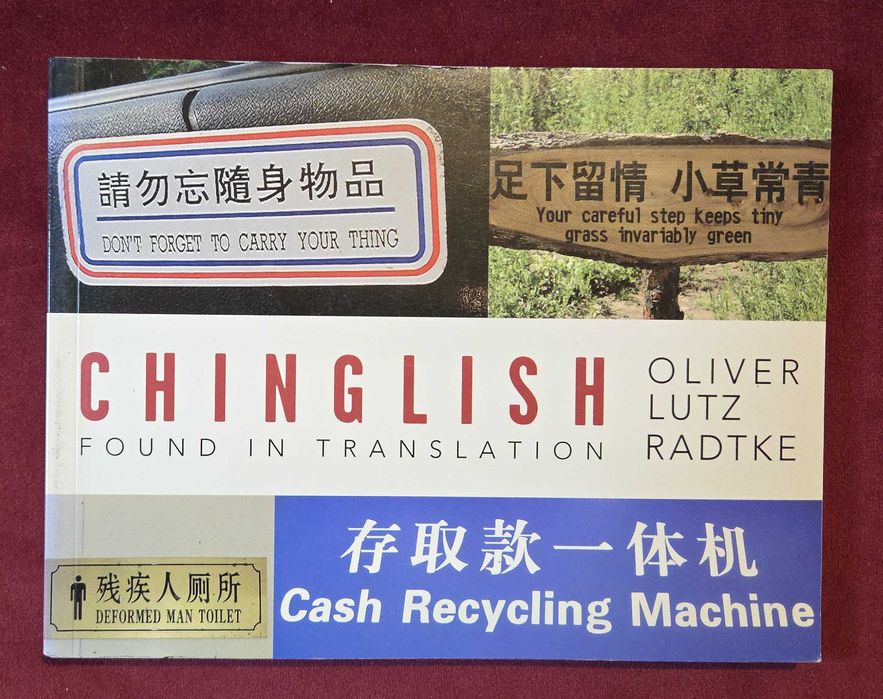 請勿忘隨身物品
DON'T FORGET TO CARRY YOUR THING
足下留情 小草常青
Your careful step keeps tiny
grass invariably green
CHINGLISH
FOUND IN TRANSLATION
OLIVER
LUTZ
RADTKE
残疾人厕所
DEFORMED MAN TOILET
存取款一体机
Cash Recycling Machine